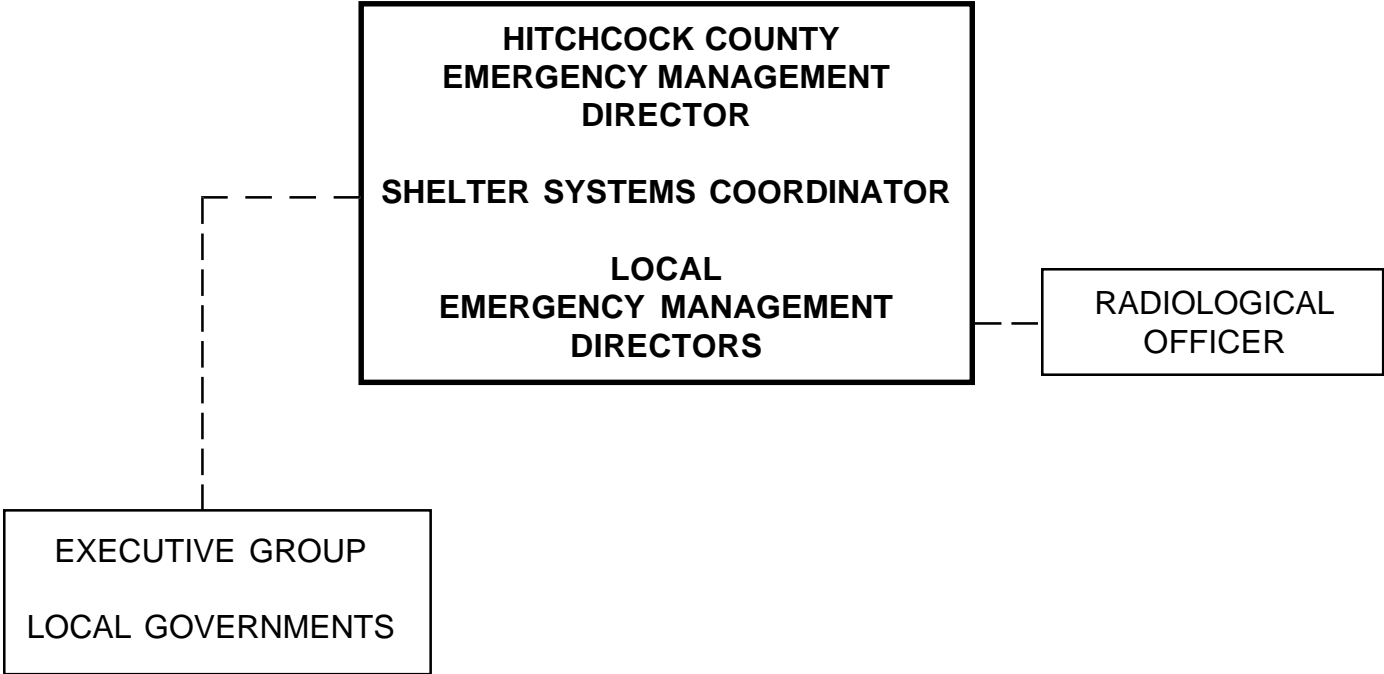 HITCHCOCK COUNTY
EMERGENCY MANAGEMENT
DIRECTOR
SHELTER SYSTEMS COORDINATOR
LOCAL
EMERGENCY MANAGEMENT
DIRECTORS
RADIOLOGICAL
OFFICER
EXECUTIVE GROUP
LOCAL GOVERNMENTS